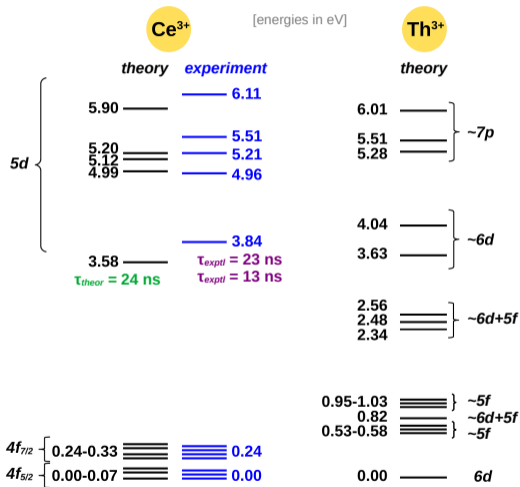 Ce3+
[energies in eV]
Th3+
theory
experiment
theory
5d
5.90
5.20
5.12
4.99
3.58
τtheor = 24 ns
6.11
5.51
5.21
4.96
3.84
τexptl = 23 ns
τexptl = 13 ns
4f7/2
0.24-0.33
0.24
4f5/2
0.00-0.07
0.00
6.01
5.51
5.28
~7p
4.04
3.63
~6d
2.56
2.48
2.34
~6d+5f
0.95-1.03
~5f
0.82
~6d+5f
0.53-0.58
~5f
0.00
6d